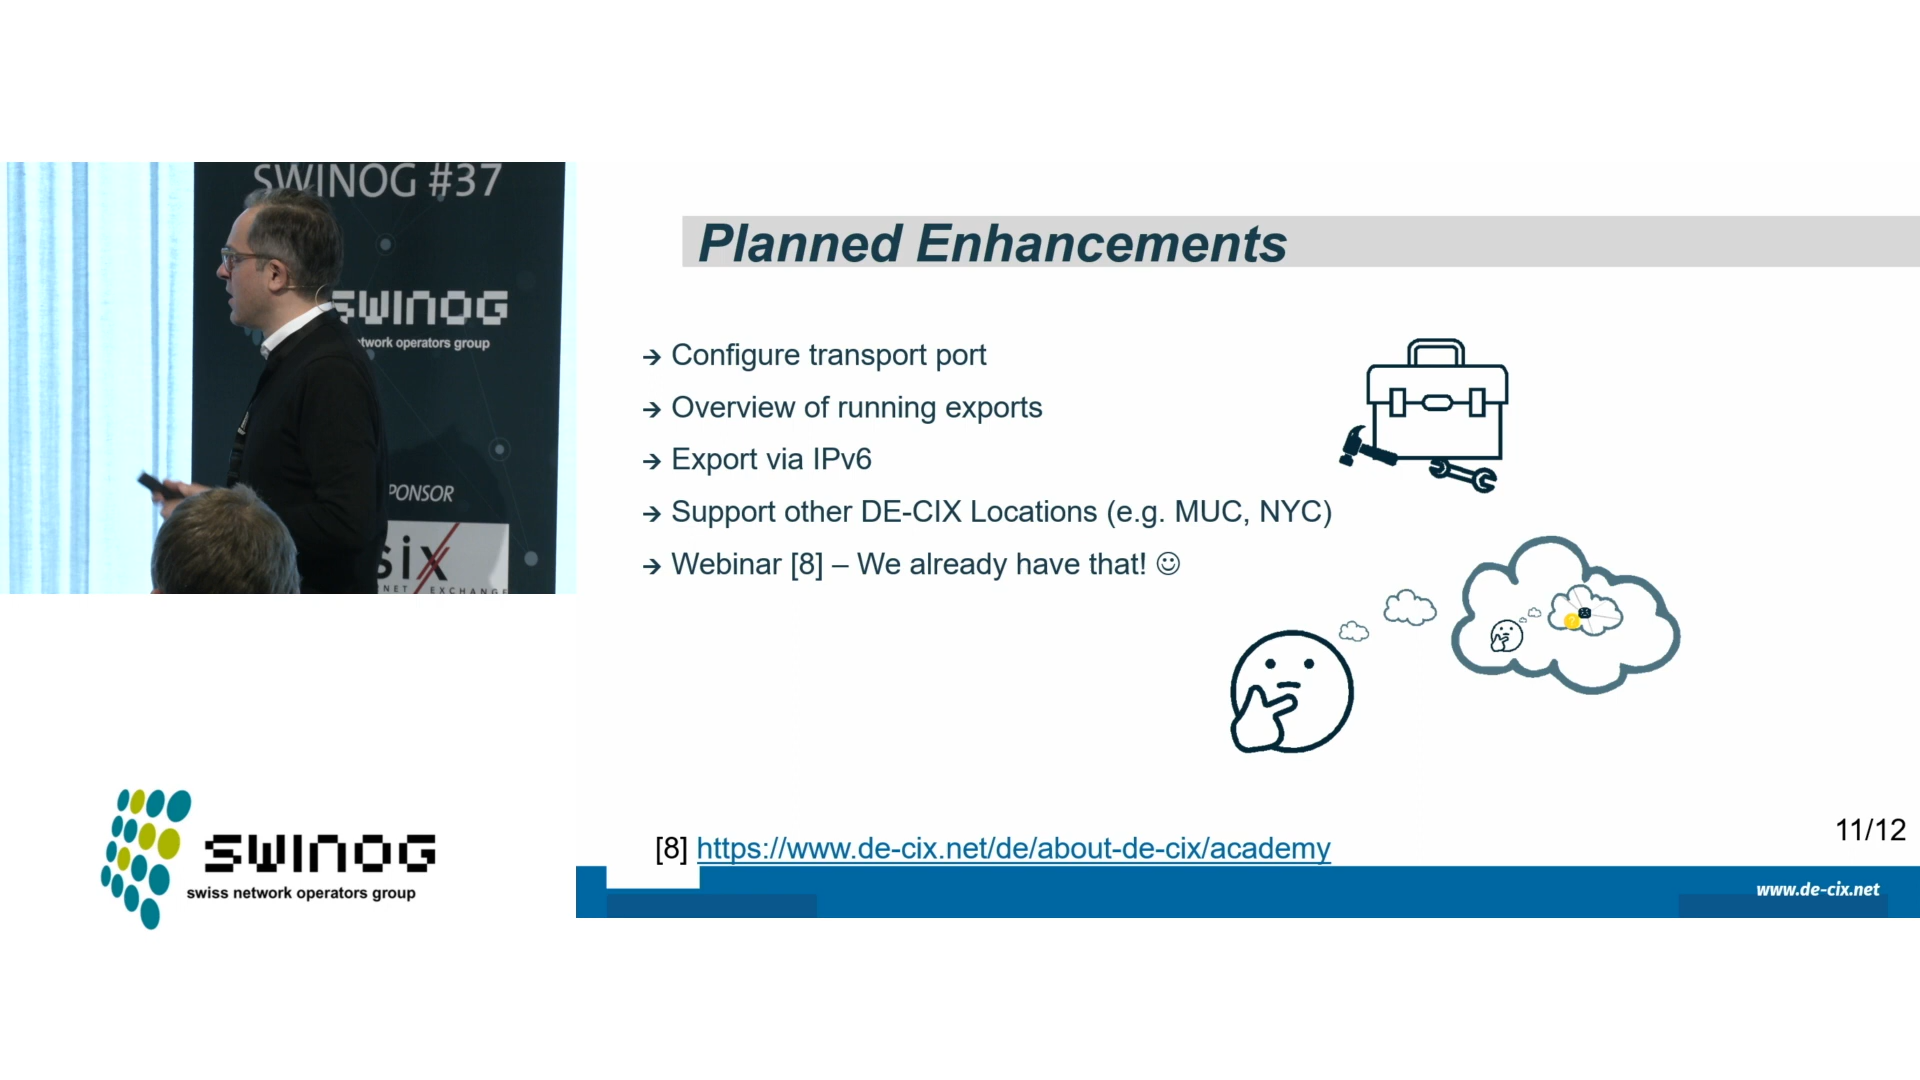 SWINOG #37
SWINOG
twork operators group
PONSOR
six
NET EXCHANGE
Planned Enhancements
→ Configure transport port
→ Overview of running exports
→ Export via IPv6
→ Support other DE-CIX Locations (e.g. MUC, NYC)
→ Webinar [8] – We already have that! ☺
[8] https://www.de-cix.net/de/about-de-cix/academy
11/12
www.de-cix.net
SWINOG
swiss network operators group